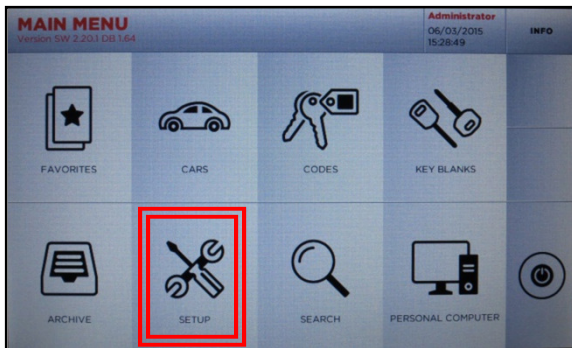 MAIN MENU
Version SW 2.20.1 DB 1.64
Administrator
06/03/2015
15:28:49
INFO
FAVORITES
CARS
CODES
KEY BLANKS
ARCHIVE
SETUP
SEARCH
PERSONAL COMPUTER